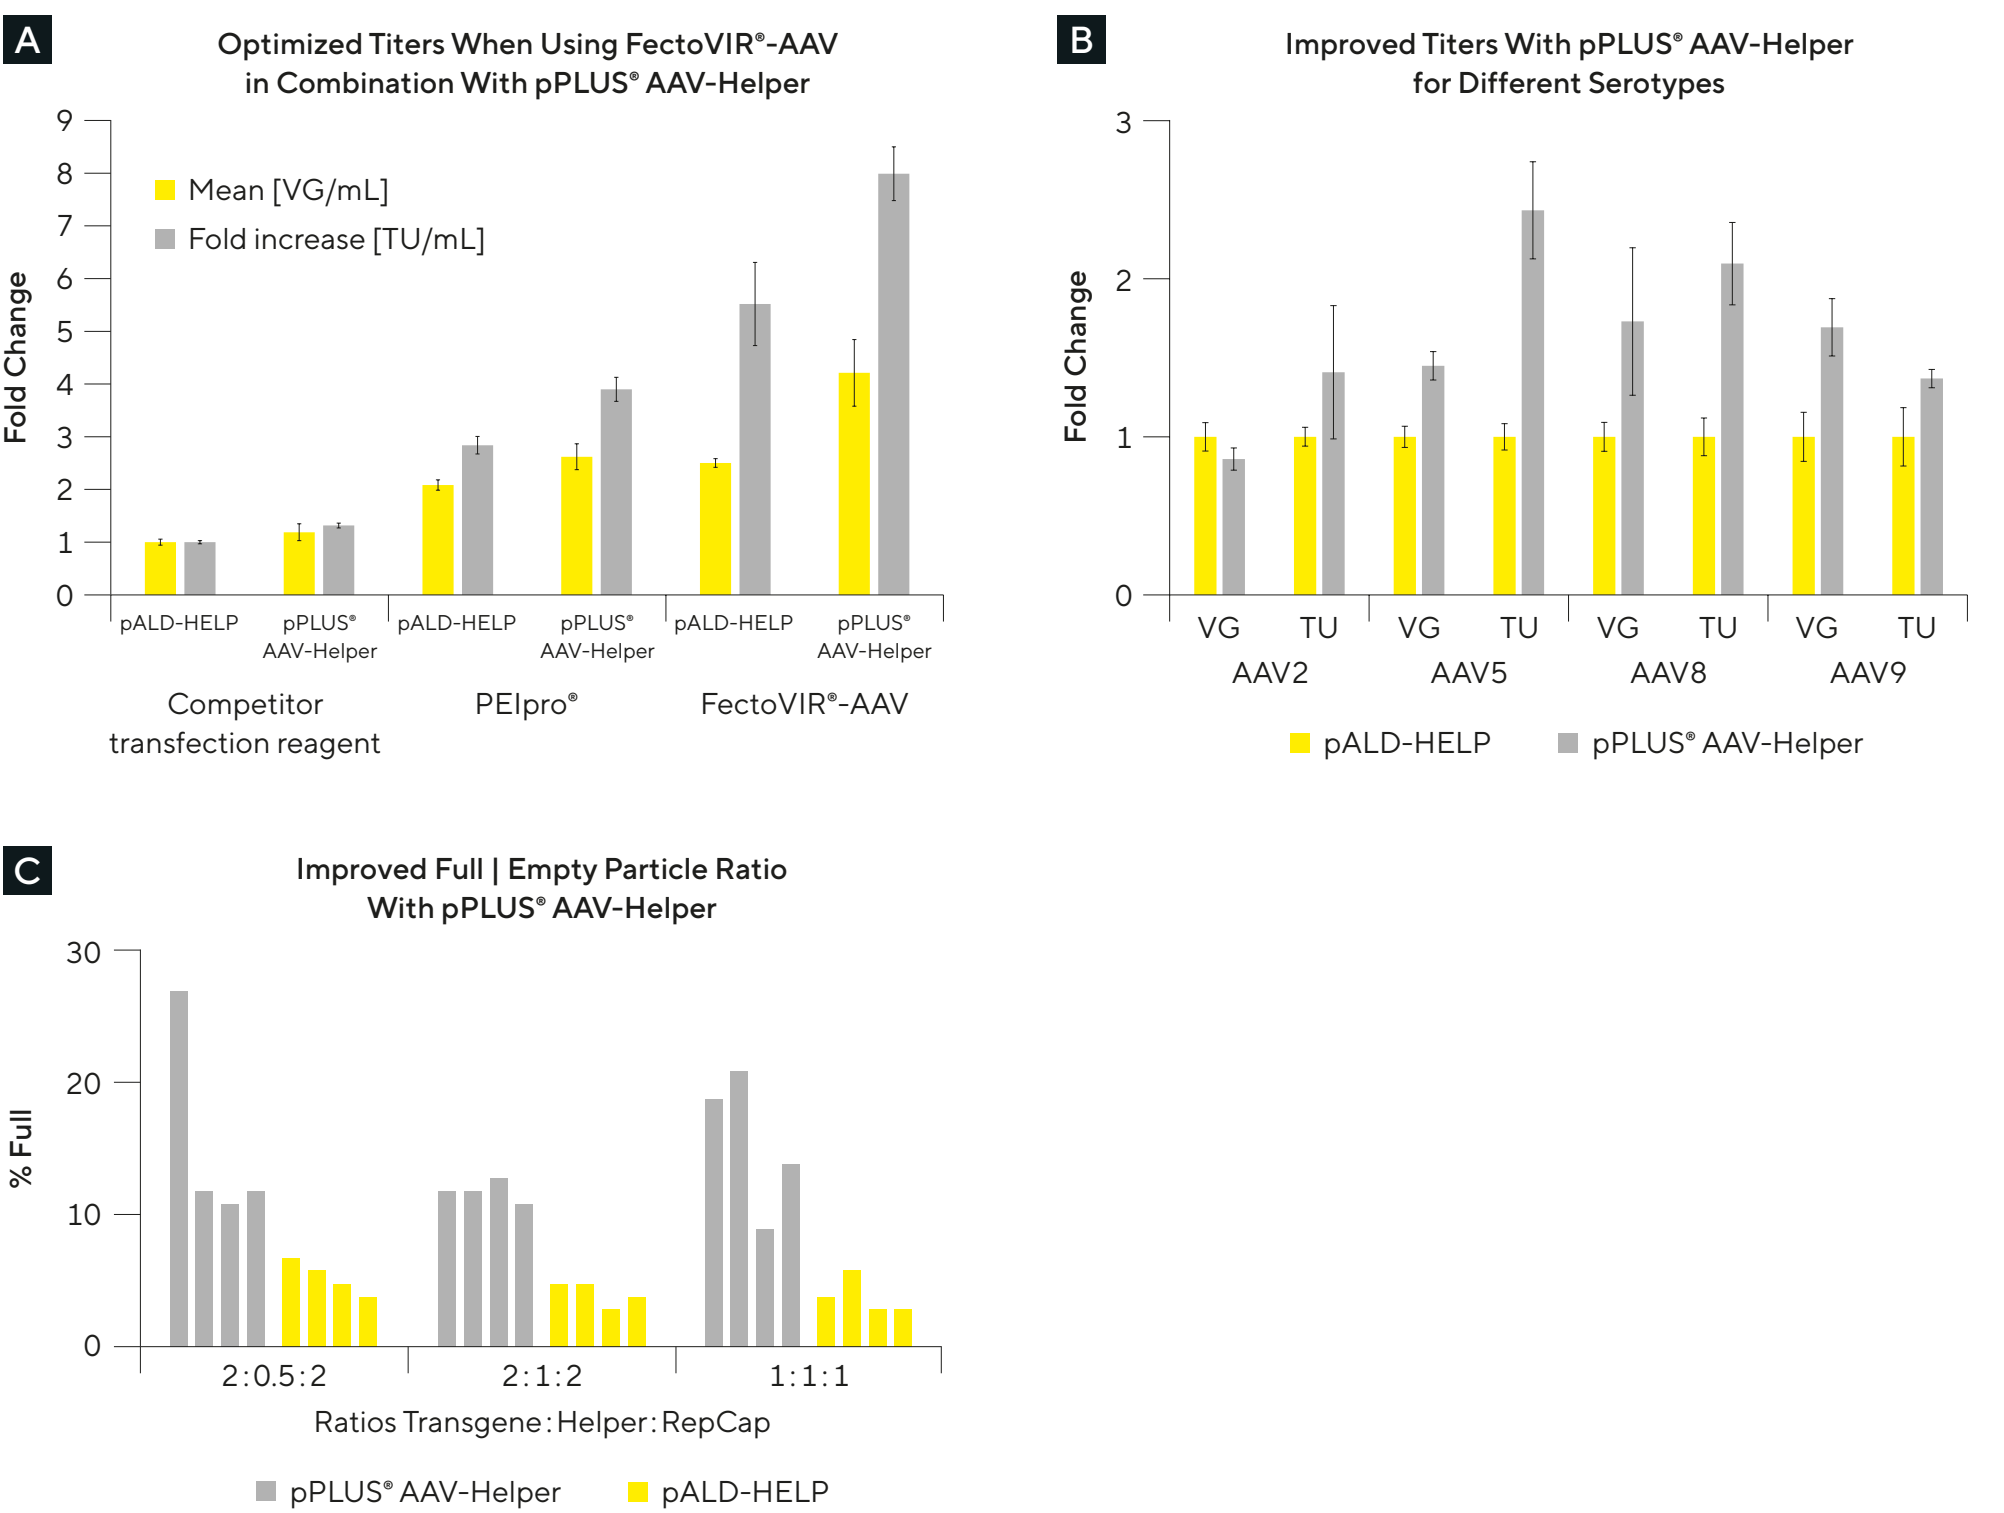 A
Optimized Titers When Using FectoVIR®-AAV
in Combination With pPLUS® AAV-Helper
9
8
7
6
5
4
3
2
1
0
Fold Change
Mean [VG/mL]
Fold increase [TU/mL]
pALD-HELP
pPLUS®
AAV-Helper
pALD-HELP
pPLUS®
AAV-Helper
pALD-HELP
pPLUS®
AAV-Helper
Competitor
transfection reagent
PEIpro®
FectoVIR®-AAV
B
Improved Titers With pPLUS® AAV-Helper
for Different Serotypes
3
2
1
0
Fold Change
VG TU VG TU VG TU VG TU
AAV2 AAV5 AAV8 AAV9
pALD-HELP pPLUS® AAV-Helper
C
Improved Full | Empty Particle Ratio
With pPLUS® AAV-Helper
30
20
10
0
% Full
2:0.5:2 2:1:2 1:1:1
Ratios Transgene:Helper:RepCap
pPLUS® AAV-Helper pALD-HELP